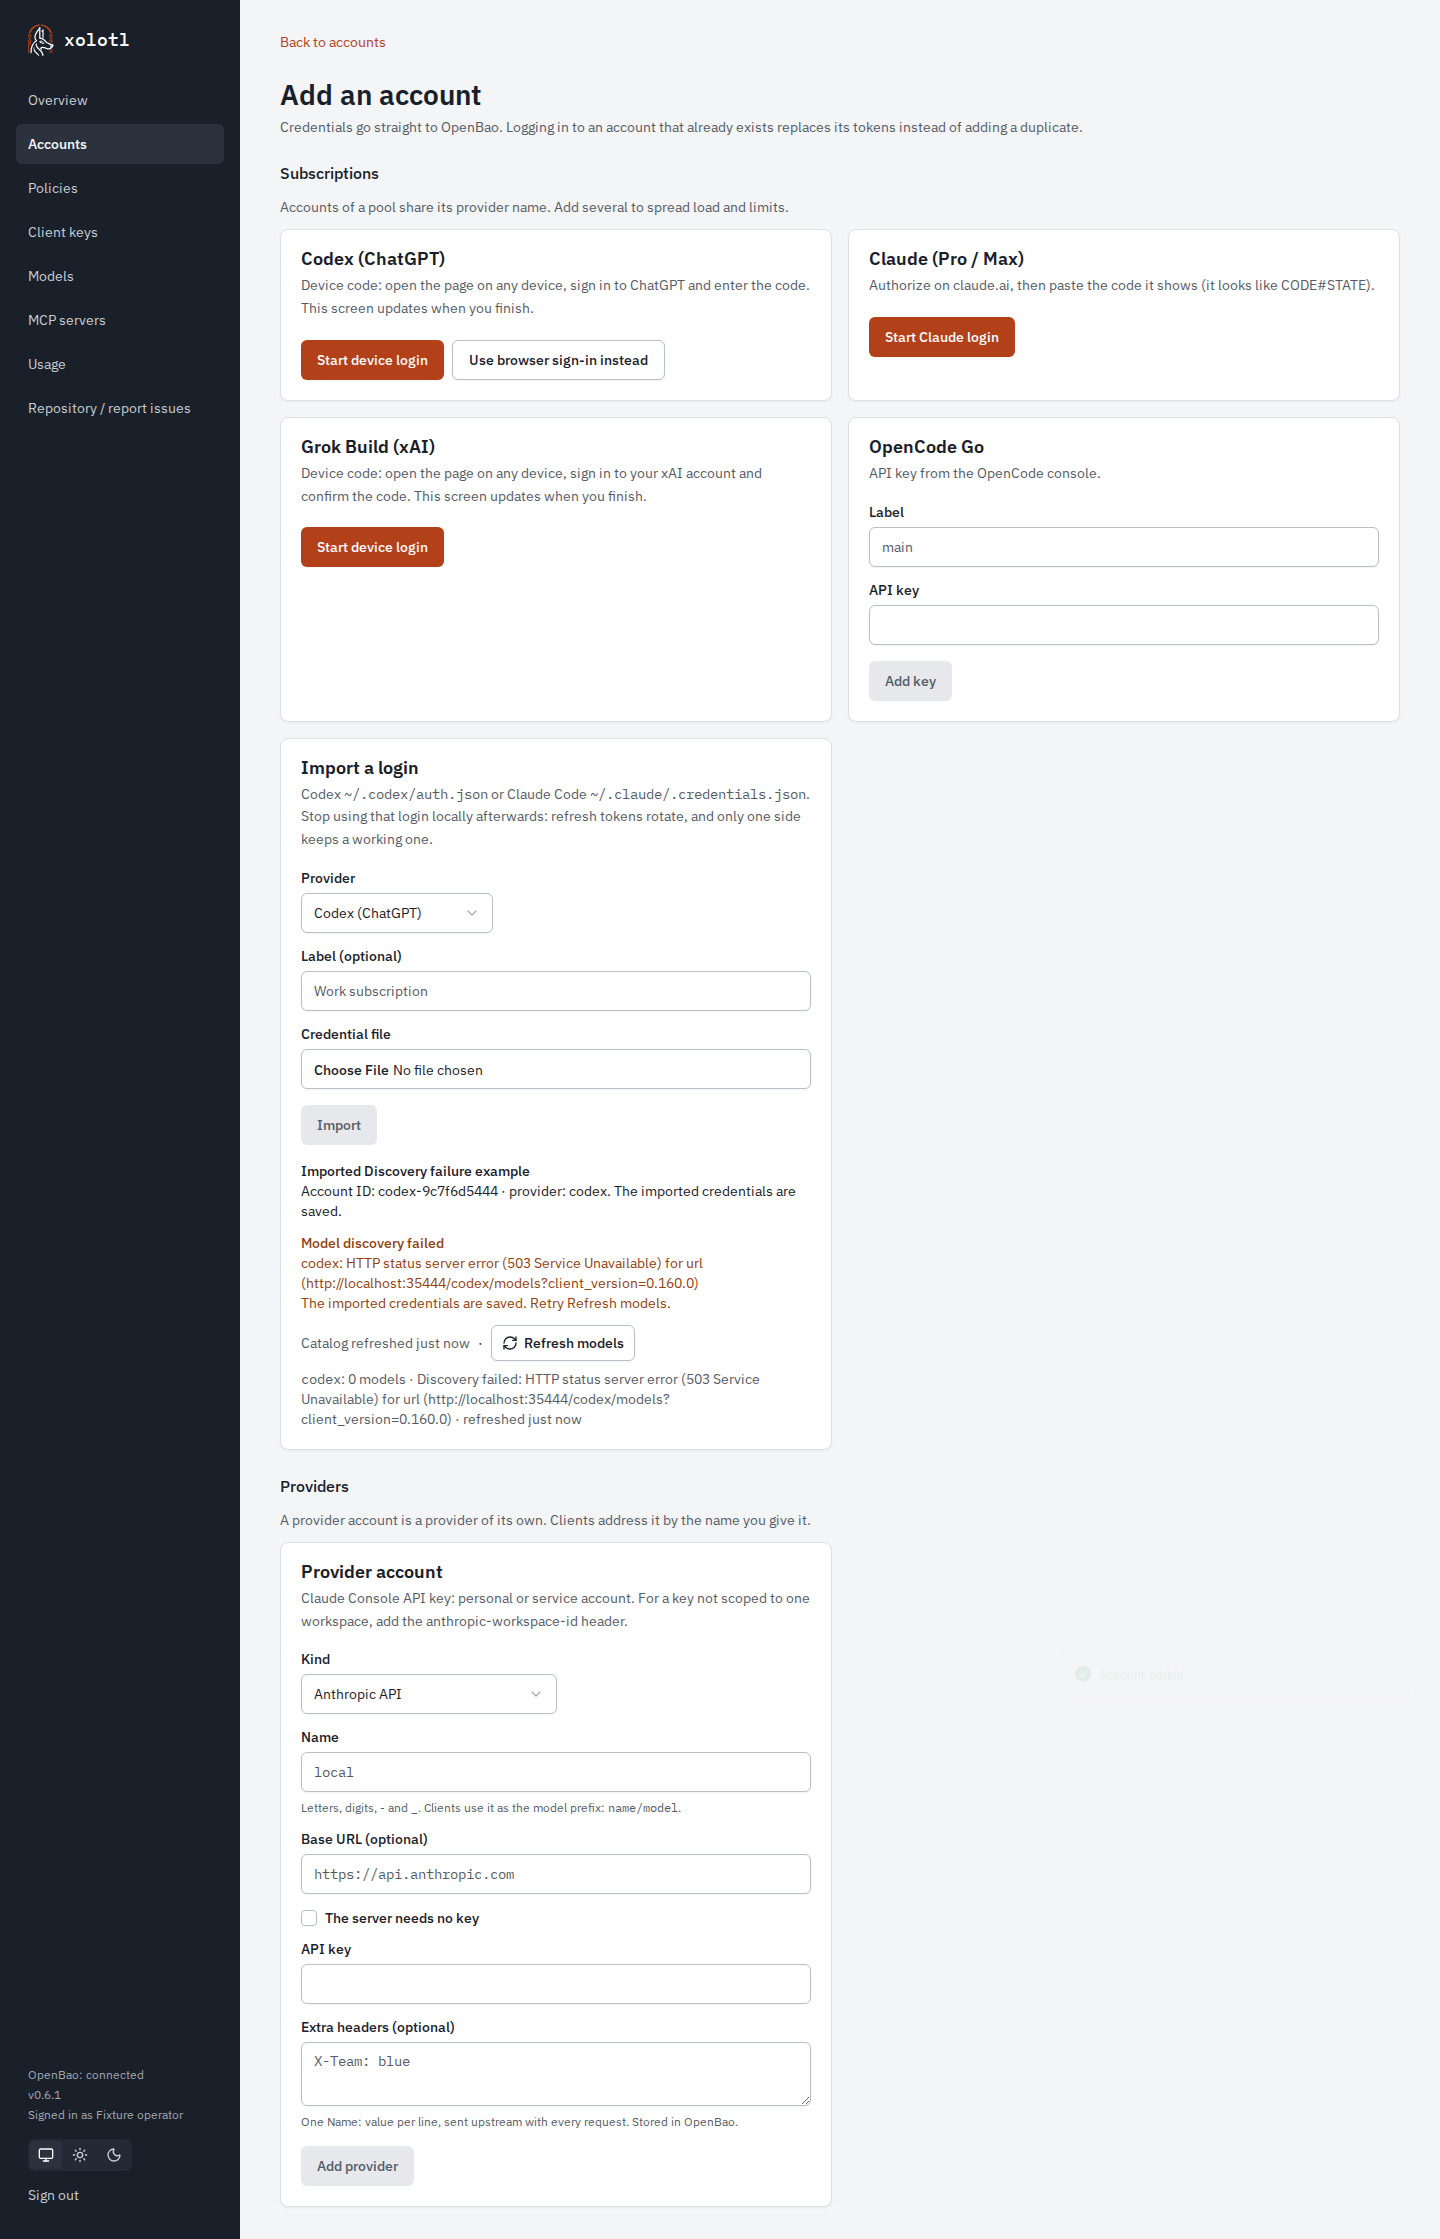 xolotl
Overview
Accounts
Policies
Client keys
Models
MCP servers
Usage
Repository / report issues
OpenBao: connected
v0.6.1
Signed in as Fixture operator
Sign out
Back to accounts
Add an account
Credentials go straight to OpenBao. Logging in to an account that already exists replaces its tokens instead of adding a duplicate.
Subscriptions
Accounts of a pool share its provider name. Add several to spread load and limits.
Codex (ChatGPT)
Device code: open the page on any device, sign in to ChatGPT and enter the code.
This screen updates when you finish.
Start device login
Use browser sign-in instead
Claude (Pro / Max)
Authorize on claude.ai, then paste the code it shows (it looks like CODE#STATE).
Start Claude login
Grok Build (xAI)
Device code: open the page on any device, sign in to your xAI account and
confirm the code. This screen updates when you finish.
Start device login
OpenCode Go
API key from the OpenCode console.
Label
main
API key
Add key
Import a login
Codex ~/.codex/auth.json or Claude Code ~/.claude/.credentials.json.
Stop using that login locally afterwards: refresh tokens rotate, and only one side
keeps a working one.
Provider
Codex (ChatGPT)
Label (optional)
Work subscription
Credential file
Choose File No file chosen
Import
Imported Discovery failure example
Account ID: codex-9c7f6d5444 · provider: codex. The imported credentials are
saved.
Model discovery failed
codex: HTTP status server error (503 Service Unavailable) for url
(http://localhost:35444/codex/models?client_version=0.160.0)
The imported credentials are saved. Retry Refresh models.
Catalog refreshed just now · Refresh models
codex: 0 models · Discovery failed: HTTP status server error (503 Service
Unavailable) for url (http://localhost:35444/codex/models?
client_version=0.160.0) · refreshed just now
Providers
A provider account is a provider of its own. Clients address it by the name you give it.
Provider account
Claude Console API key: personal or service account. For a key not scoped to one
workspace, add the anthropic-workspace-id header.
Kind
Anthropic API
Name
local
Letters, digits, - and _. Clients use it as the model prefix: name/model.
Base URL (optional)
https://api.anthropic.com
The server needs no key
API key
Extra headers (optional)
X-Team: blue
One Name: value per line, sent upstream with every request. Stored in OpenBao.
Add provider
Account added